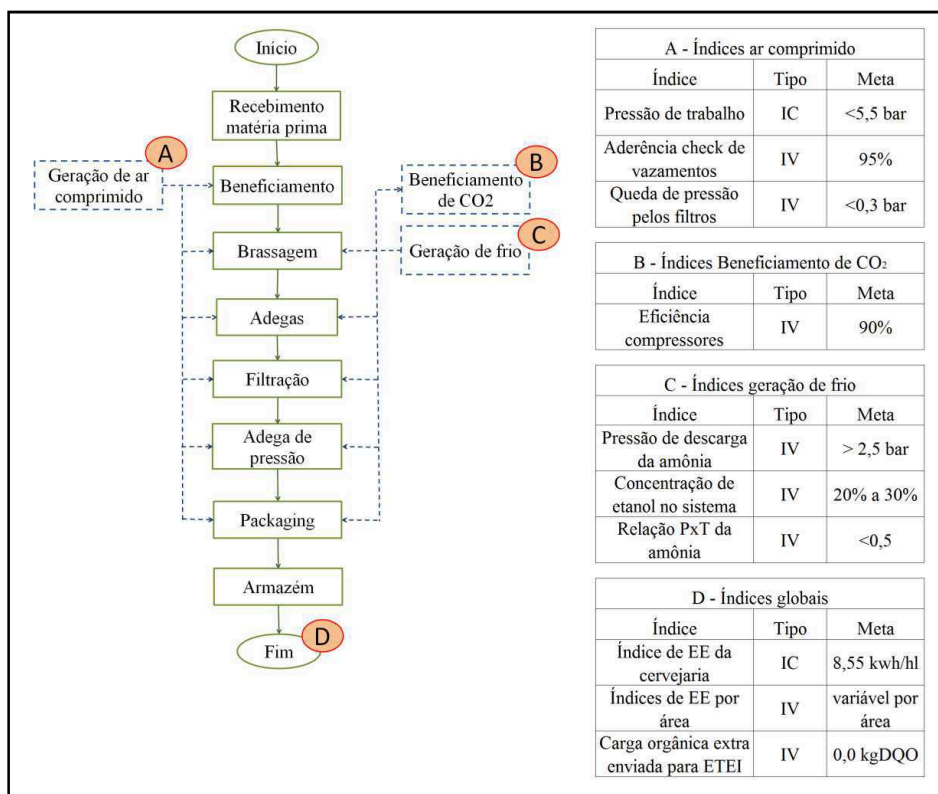 Início
Recebimento
matéria prima
A
Geração de ar
comprimido
Beneficiamento
B
Beneficiamento
de CO2
C
Geração de frio
Brassagem
Adegas
Filtração
Adega de
pressão
Packaging
Armazém
D
Fim
A - Índices ar comprimido
Índice Tipo Meta
Pressão de trabalho IC <5,5 bar
Aderência check de
vazamentos IV 95%
Queda de pressão
pelos filtros IV <0,3 bar
B - Índices Beneficiamento de CO₂
Índice Tipo Meta
Eficiência
compressores IV 90%
C - Índices geração de frio
Índice Tipo Meta
Pressão de descarga
da amônia IV > 2,5 bar
Concentração de
etanol no sistema IV 20% a 30%
Relação PxT da
amônia IV <0,5
D - Índices globais
Índice Tipo Meta
Índice de EE da
cervejaria IC 8,55 kwh/hl
Índices de EE por
área IV variável por
área
Carga orgânica extra
enviada para ETEI IV 0,0 kgDQO